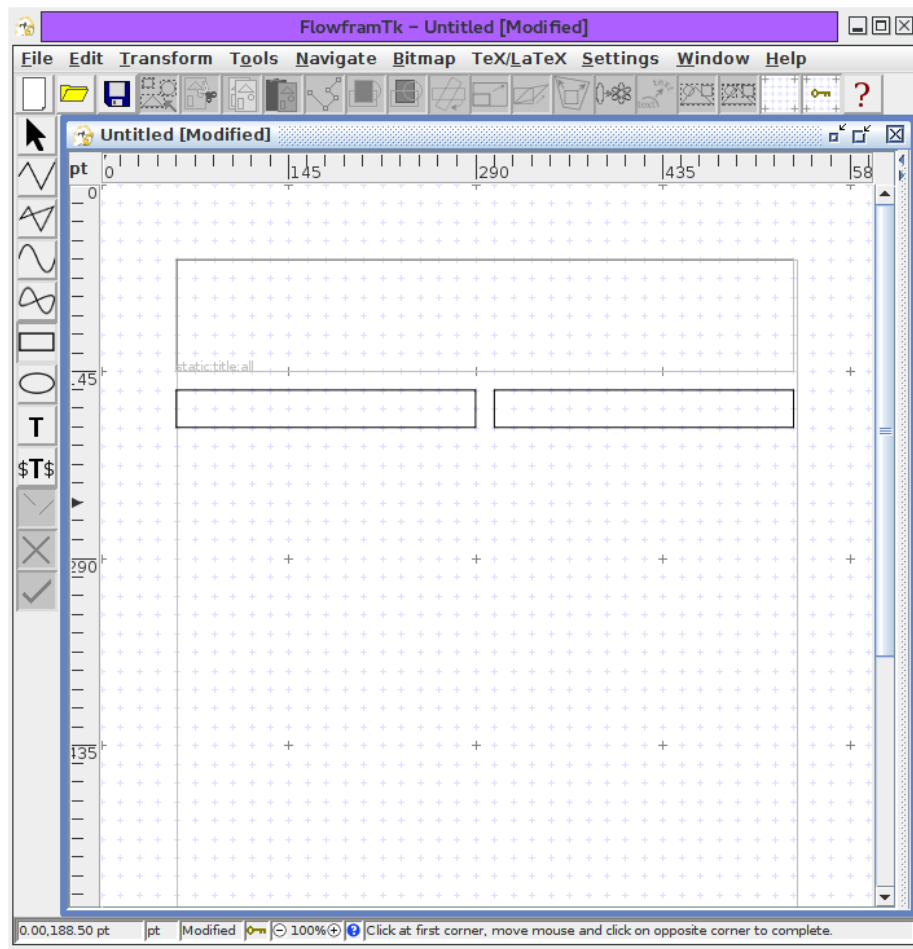 FlowframTk – Untitled [Modified]
File Edit Transform Tools Navigate Bitmap TeX/LaTeX Settings Window Help
?
Untitled [Modified]
pt 0 145 290 435 58
0
static:title:all
145
T
$T$
290
435
0.00,188.50 pt pt Modified 100% ? Click at first corner, move mouse and click on opposite corner to complete.